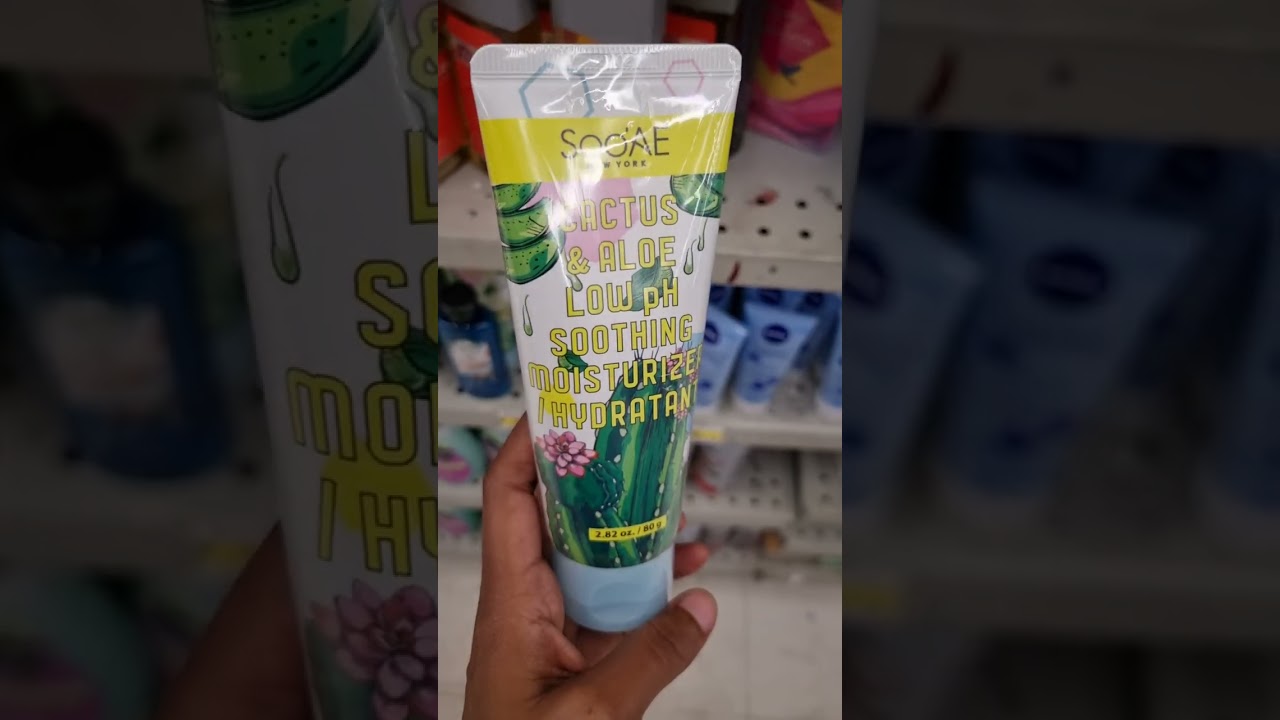 Soo'AE
NEW YORK
CACTUS
& ALOE
LOW pH
SOOTHING
MOISTURIZER
/ HYDRATANT
2.82 oz. / 80 g